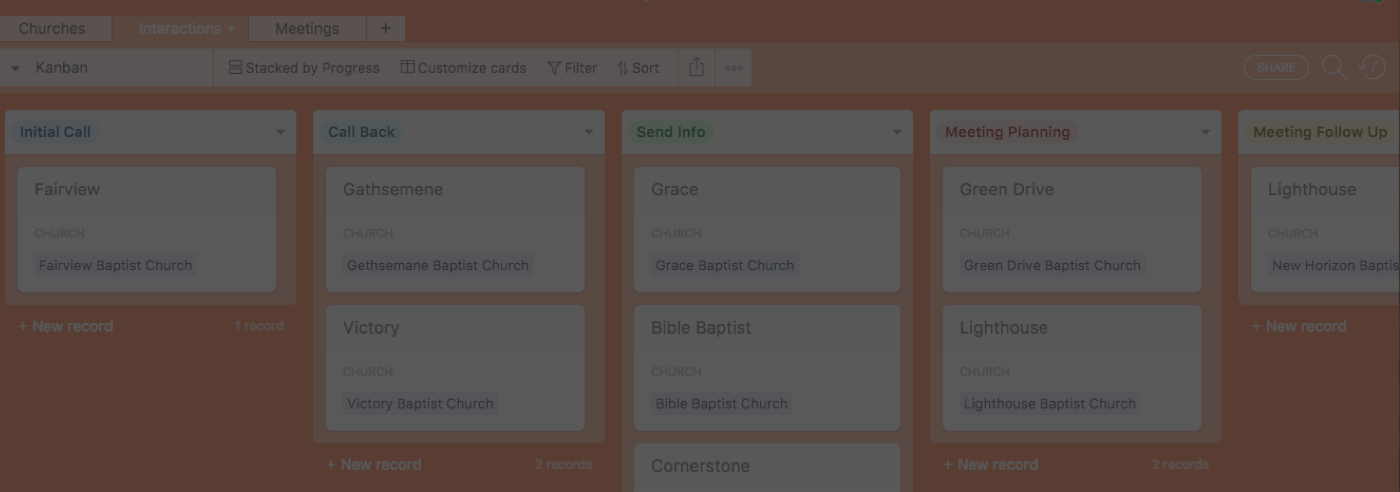 Churches
Interactions
Meetings
+
Kanban
Stacked by Progress
Customize cards
Filter
Sort
SHARE
Initial Call
Fairview
CHURCH
Fairview Baptist Church
+ New record
1 record
Call Back
Gathsemene
CHURCH
Gethsemane Baptist Church
Victory
CHURCH
Victory Baptist Church
+ New record
2 records
Send Info
Grace
CHURCH
Grace Baptist Church
Bible Baptist
CHURCH
Bible Baptist Church
Cornerstone
Meeting Planning
Green Drive
CHURCH
Green Drive Baptist Church
Lighthouse
CHURCH
Lighthouse Baptist Church
+ New record
2 records
Meeting Follow Up
Lighthouse
CHURCH
New Horizon Baptis
+ New record